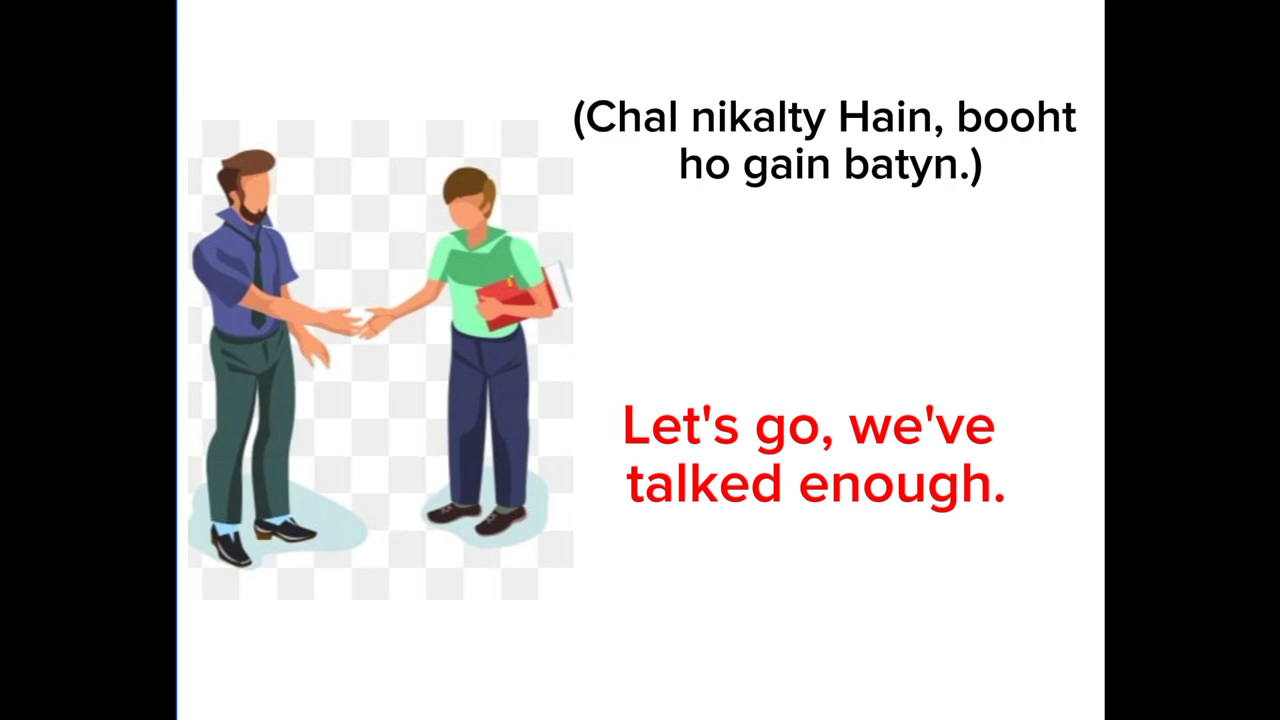 (Chal nikalty Hain, booht
ho gain batyn.)
Let's go, we've
talked enough.